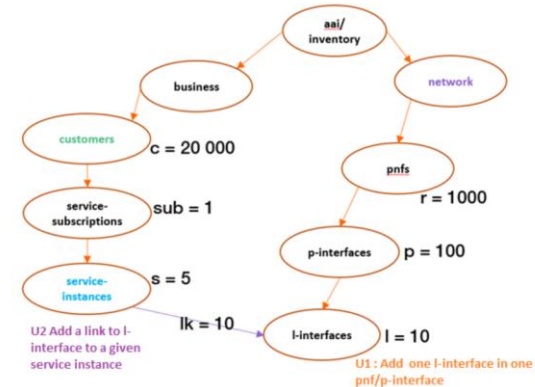 aai/
inventory
business
network
customers
c = 20 000
pnfs
r = 1000
service-
subscriptions
sub = 1
p-interfaces
p = 100
service-
instances
s = 5
lk = 10
l-interfaces
l = 10
U2 Add a link to l-
interface to a given
service instance
U1 : Add one l-interface in one
pnf/p-interface